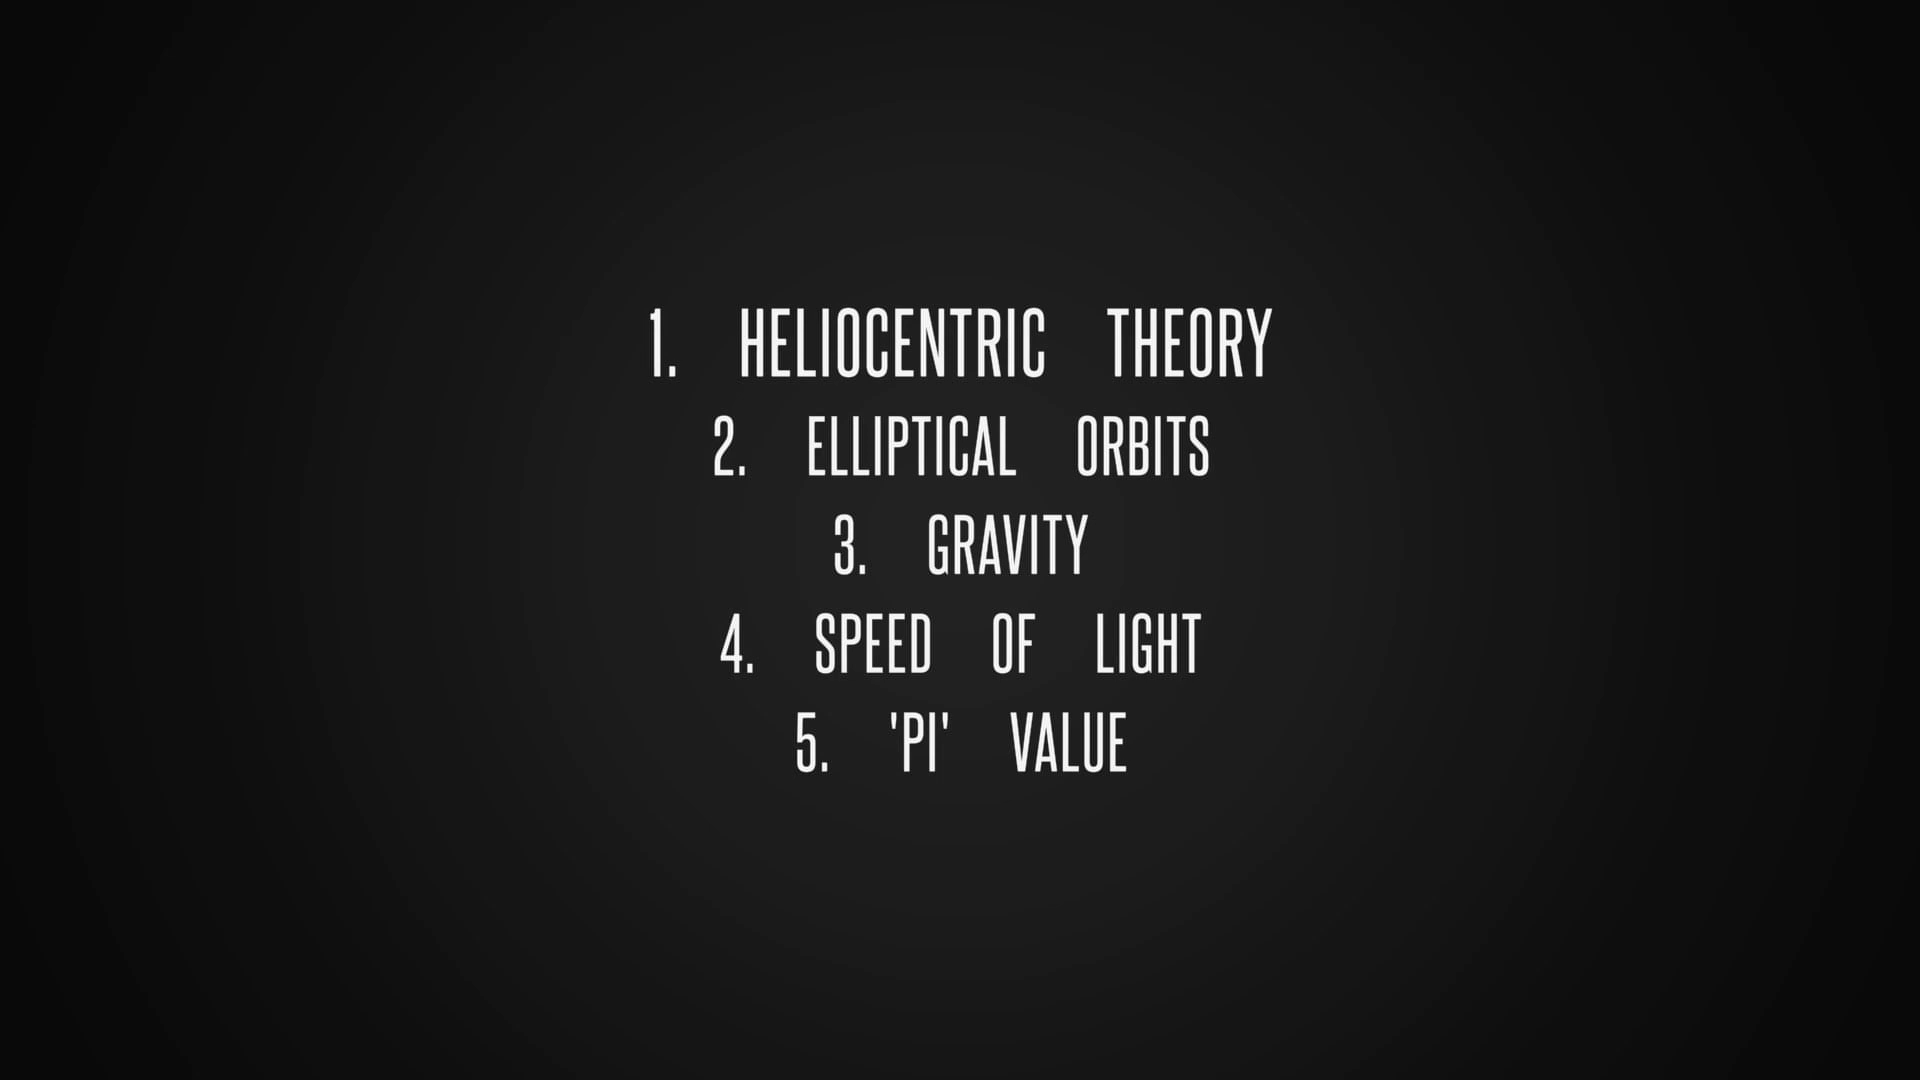 1. HELIOCENTRIC THEORY
2. ELLIPTICAL ORBITS
3. GRAVITY
4. SPEED OF LIGHT
5. 'PI' VALUE